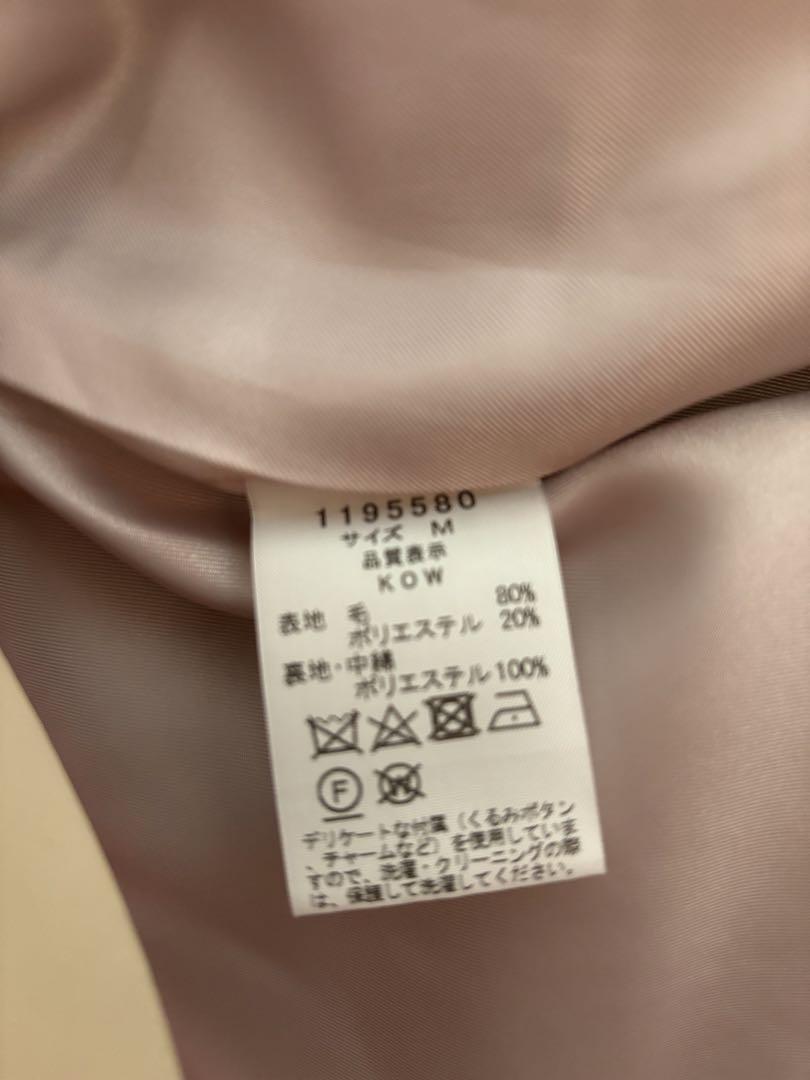 1195580
サイズ M
品質表示
KOW
表地 毛 80%
ポリエステル 20%
裏地・中綿
ポリエステル 100%
F W
デリケートな付属（くるみボタン
、チャームなど）を使用していま
すので、洗濯・クリーニングの際
は、保護して洗濯してください。